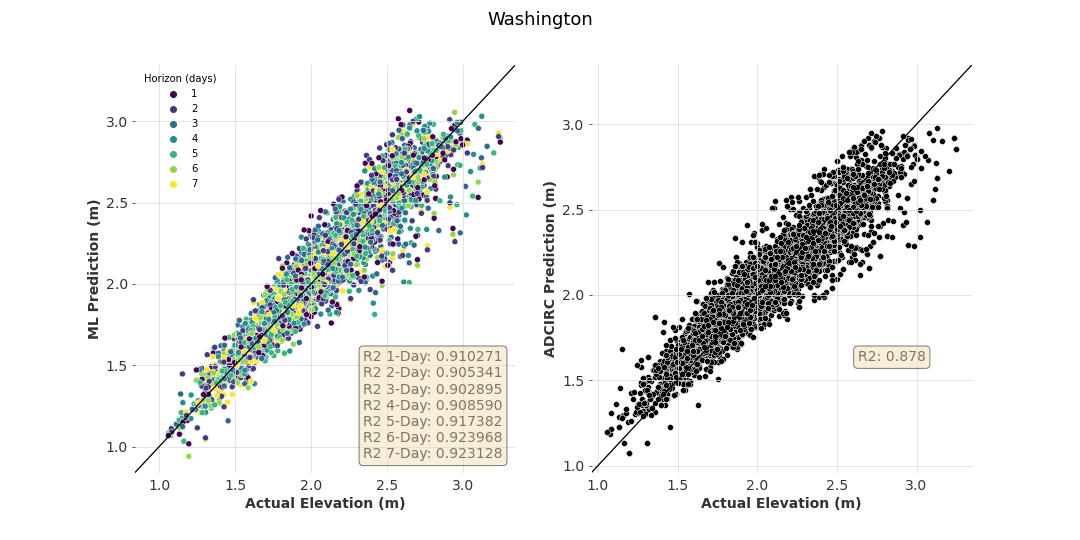 Washington
Horizon (days)
1
2
3
4
5
6
7
3.0
2.5
2.0
1.5
1.0
ML Prediction (m)
R2 1-Day: 0.910271
R2 2-Day: 0.905341
R2 3-Day: 0.902895
R2 4-Day: 0.908590
R2 5-Day: 0.917382
R2 6-Day: 0.923968
R2 7-Day: 0.923128
1.0 1.5 2.0 2.5 3.0
Actual Elevation (m)
3.0
2.5
2.0
1.5
1.0
ADCIRC Prediction (m)
R2: 0.878
1.0 1.5 2.0 2.5 3.0
Actual Elevation (m)